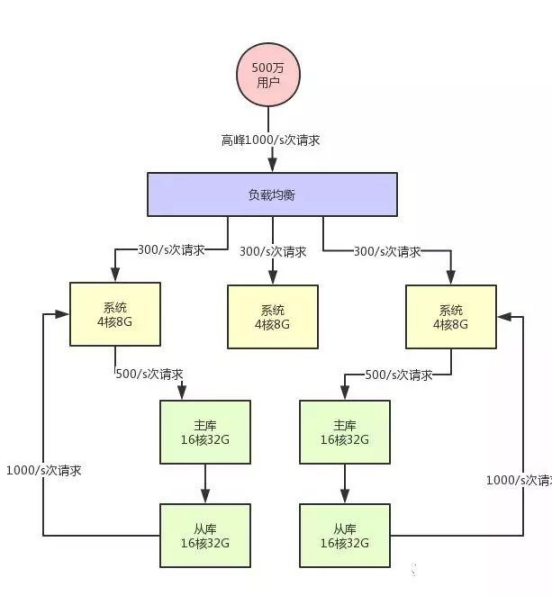 500万
用户
高峰1000/s次请求
负载均衡
300/s次请求
300/s次请求
300/s次请求
系统
4核8G
系统
4核8G
系统
4核8G
500/s次请求
500/s次请求
主库
16核32G
主库
16核32G
1000/s次请求
1000/s次请
从库
16核32G
从库
16核32G